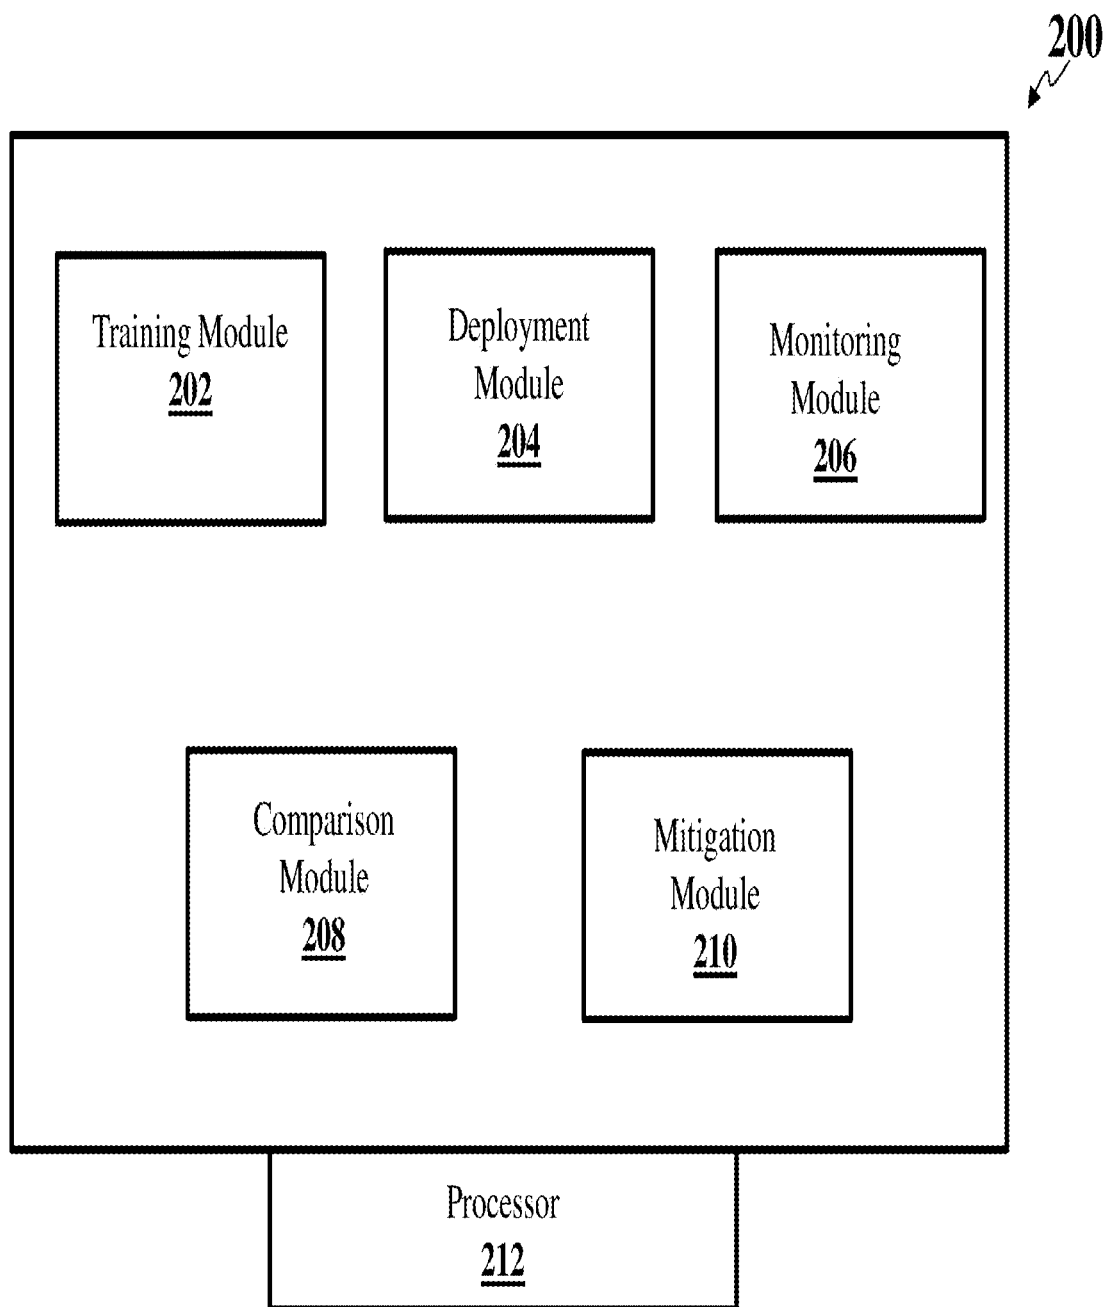 200
Training Module
202
Deployment
Module
204
Monitoring
Module
206
Comparison
Module
208
Mitigation
Module
210
Processor
212